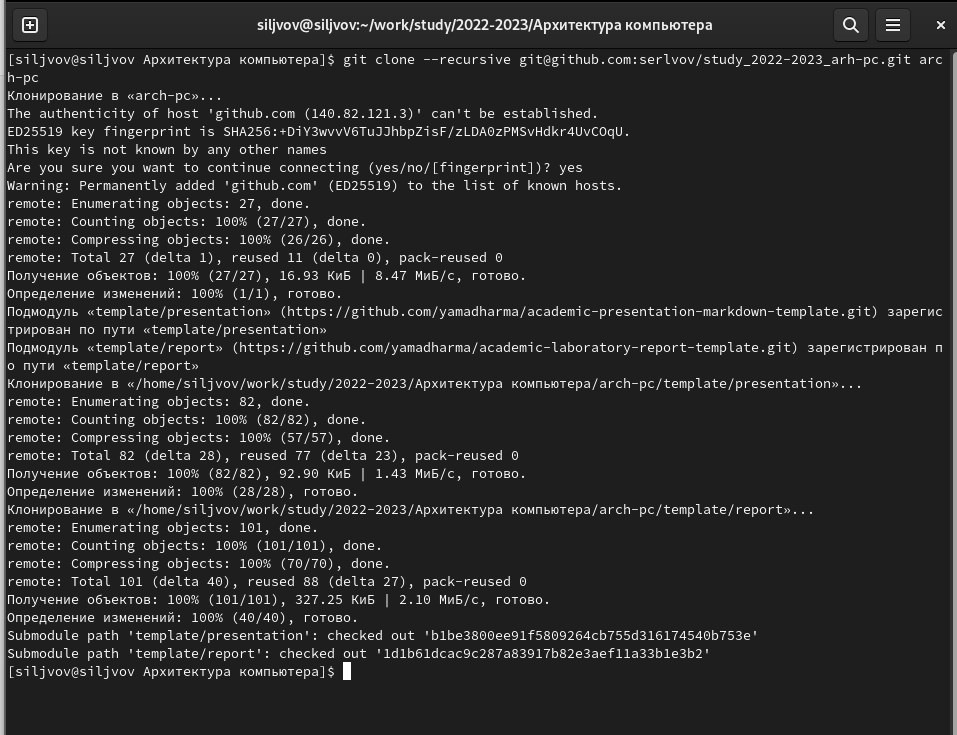 siljvov@siljvov:~/work/study/2022-2023/Архитектура компьютера
[siljvov@siljvov Архитектура компьютера]$ git clone --recursive git@github.com:serlvov/study_2022-2023_arh-pc.git arc
h-pc
Клонирование в «arch-pc»...
The authenticity of host 'github.com (140.82.121.3)' can't be established.
ED25519 key fingerprint is SHA256:+DiY3wvvV6TuJJhbpZisF/zLDA0zPMSvHdkr4UvCOqU.
This key is not known by any other names
Are you sure you want to continue connecting (yes/no/[fingerprint])? yes
Warning: Permanently added 'github.com' (ED25519) to the list of known hosts.
remote: Enumerating objects: 27, done.
remote: Counting objects: 100% (27/27), done.
remote: Compressing objects: 100% (26/26), done.
remote: Total 27 (delta 1), reused 11 (delta 0), pack-reused 0
Получение объектов: 100% (27/27), 16.93 КиБ | 8.47 МиБ/с, готово.
Определение изменений: 100% (1/1), готово.
Подмодуль «template/presentation» (https://github.com/yamadharma/academic-presentation-markdown-template.git) зарегис
трирован по пути «template/presentation»
Подмодуль «template/report» (https://github.com/yamadharma/academic-laboratory-report-template.git) зарегистрирован п
о пути «template/report»
Клонирование в «/home/siljvov/work/study/2022-2023/Архитектура компьютера/arch-pc/template/presentation»...
remote: Enumerating objects: 82, done.
remote: Counting objects: 100% (82/82), done.
remote: Compressing objects: 100% (57/57), done.
remote: Total 82 (delta 28), reused 77 (delta 23), pack-reused 0
Получение объектов: 100% (82/82), 92.90 КиБ | 1.43 МиБ/с, готово.
Определение изменений: 100% (28/28), готово.
Клонирование в «/home/siljvov/work/study/2022-2023/Архитектура компьютера/arch-pc/template/report»...
remote: Enumerating objects: 101, done.
remote: Counting objects: 100% (101/101), done.
remote: Compressing objects: 100% (70/70), done.
remote: Total 101 (delta 40), reused 88 (delta 27), pack-reused 0
Получение объектов: 100% (101/101), 327.25 КиБ | 2.10 МиБ/с, готово.
Определение изменений: 100% (40/40), готово.
Submodule path 'template/presentation': checked out 'b1be3800ee91f5809264cb755d316174540b753e'
Submodule path 'template/report': checked out '1d1b61dcac9c287a83917b82e3aef11a33b1e3b2'
[siljvov@siljvov Архитектура компьютера]$